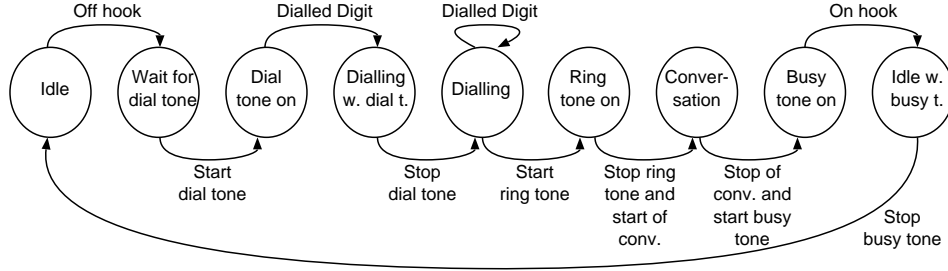 Off hook
Dialled Digit
Dialled Digit
On hook
Idle
Wait for
dial tone
Dial
tone on
Dialling
w. dial t.
Dialling
Ring
tone on
Conver-
sation
Busy
tone on
Idle w.
busy t.
Start
dial tone
Stop
dial tone
Start
ring tone
Stop ring
tone and
start of
conv.
Stop of
conv. and
start busy
tone
Stop
busy tone